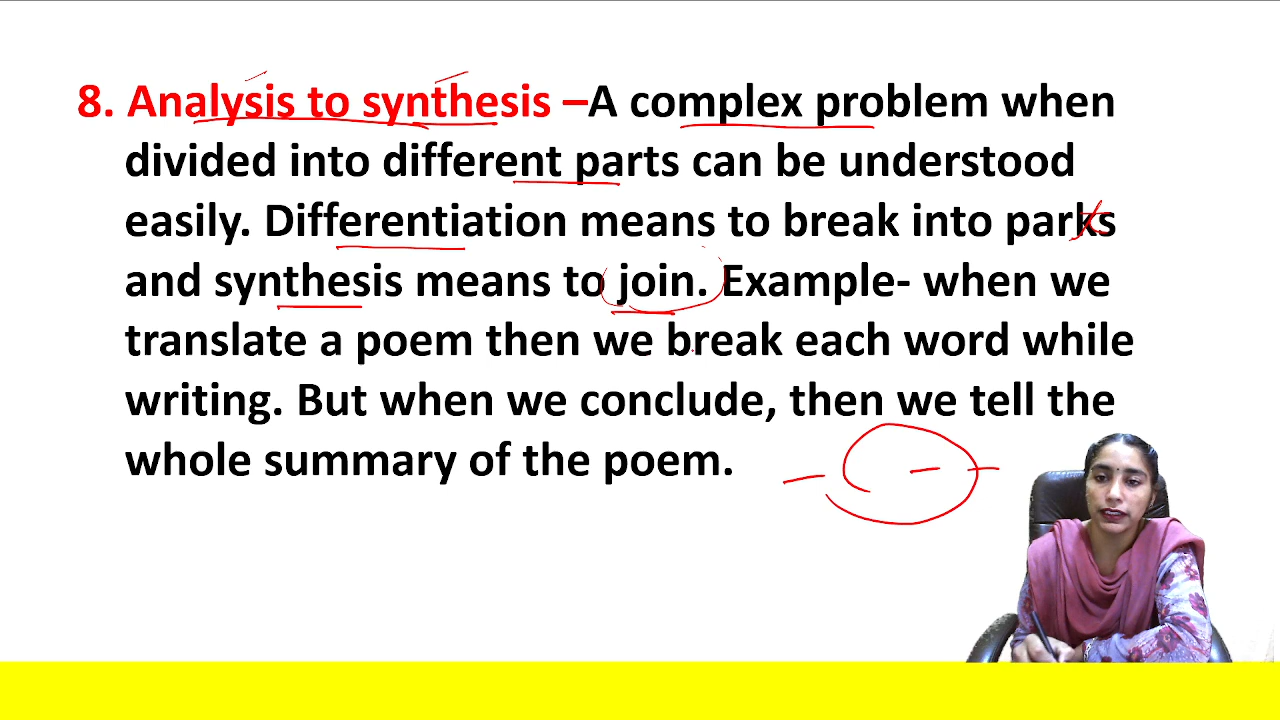 8. Analysis to synthesis –A complex problem when
divided into different parts can be understood
easily. Differentiation means to break into parks
and synthesis means to join. Example- when we
translate a poem then we break each word while
writing. But when we conclude, then we tell the
whole summary of the poem.